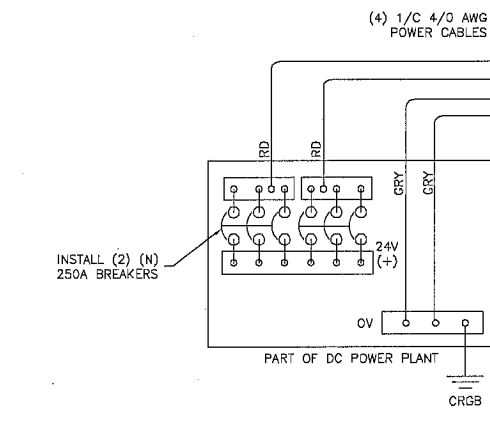 (4) 1/C 4/0 AWG
POWER CABLES
RD
RD
GRY
GRY
INSTALL (2) (N)
250A BREAKERS
24V
(+)
0V
PART OF DC POWER PLANT
CRGB